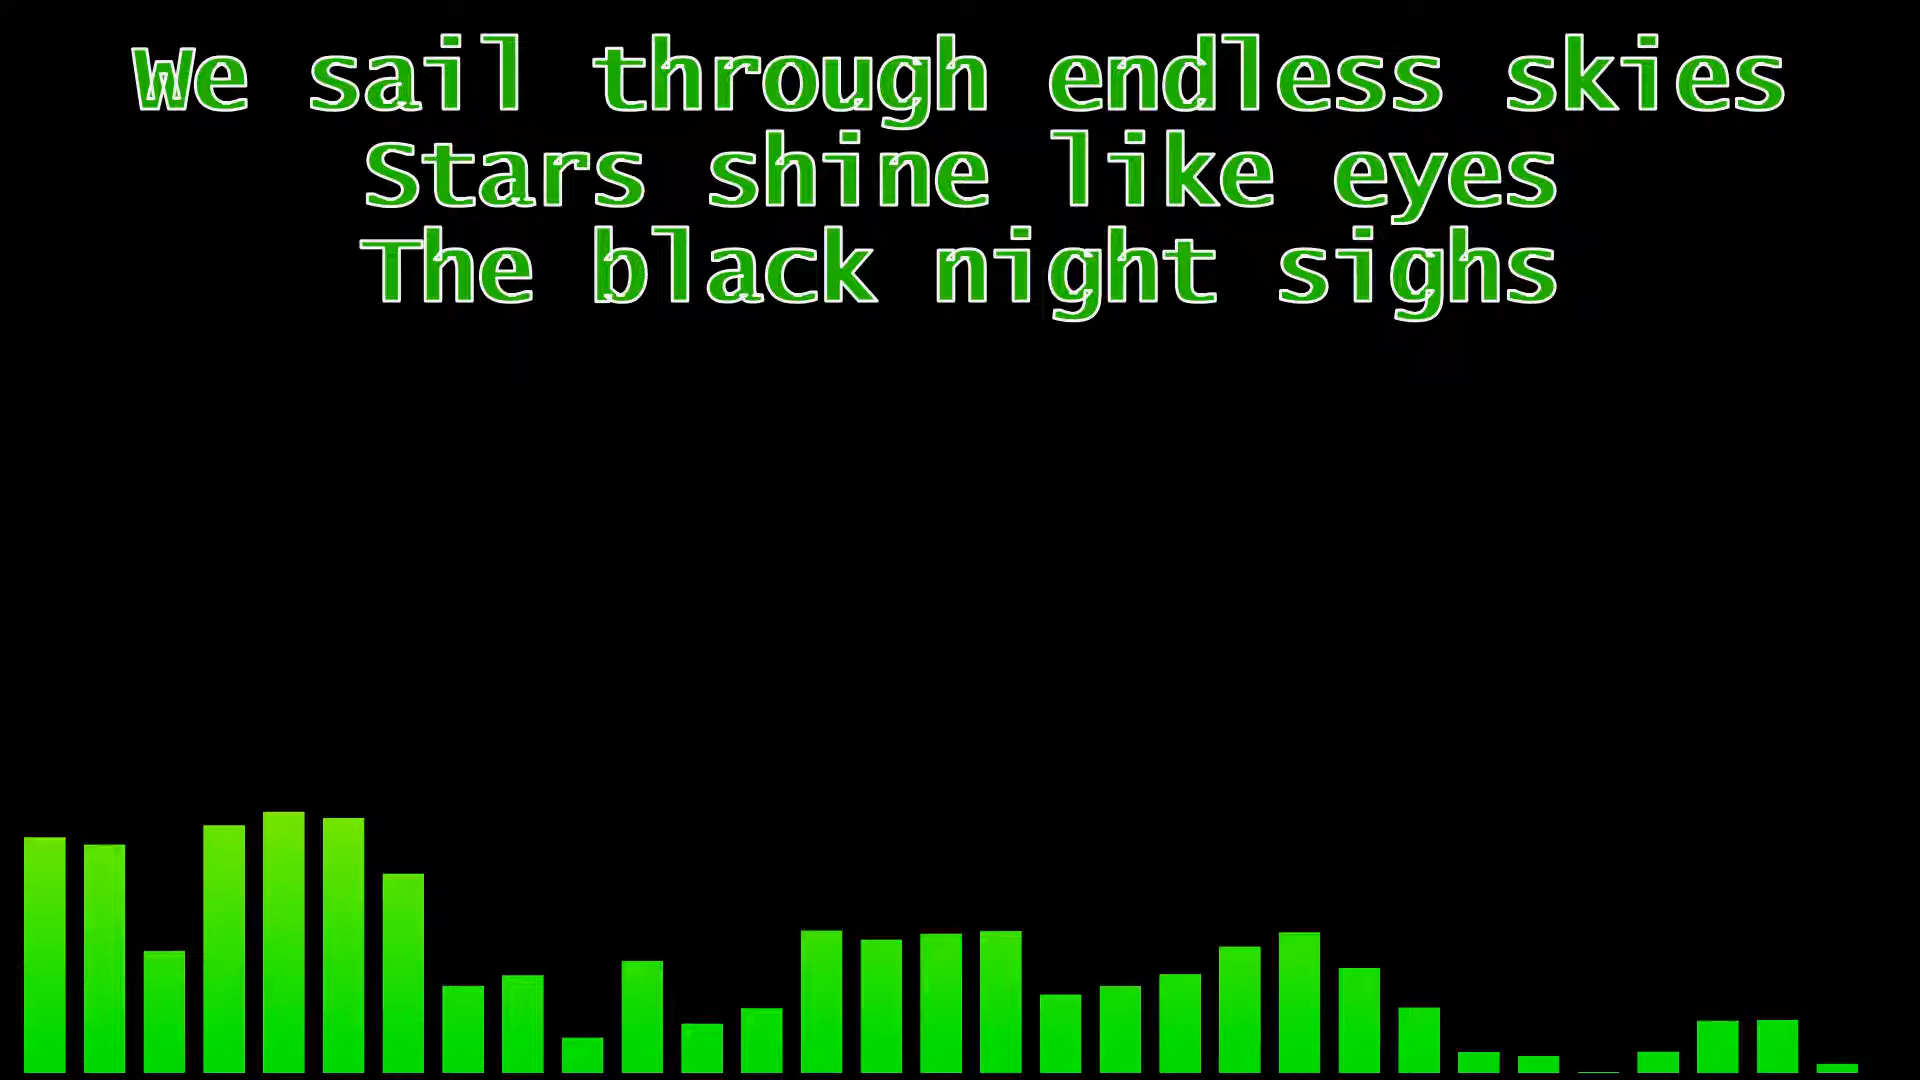 We sail through endless skies
Stars shine like eyes
The black night sighs